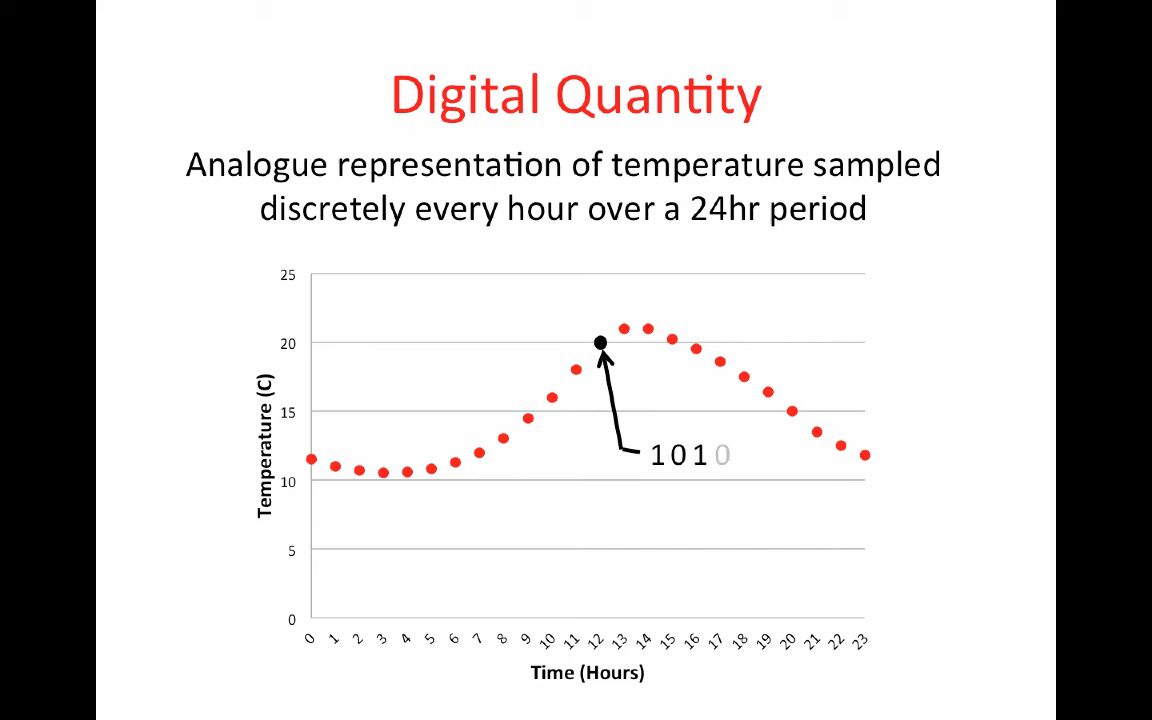 Digital Quantity
Analogue representation of temperature sampled
discretely every hour over a 24hr period
25
20
15
10
5
0
Temperature (C)
1010
0 1 2 3 4 5 6 7 8 9 10 11 12 13 14 15 16 17 18 19 20 21 22 23
Time (Hours)